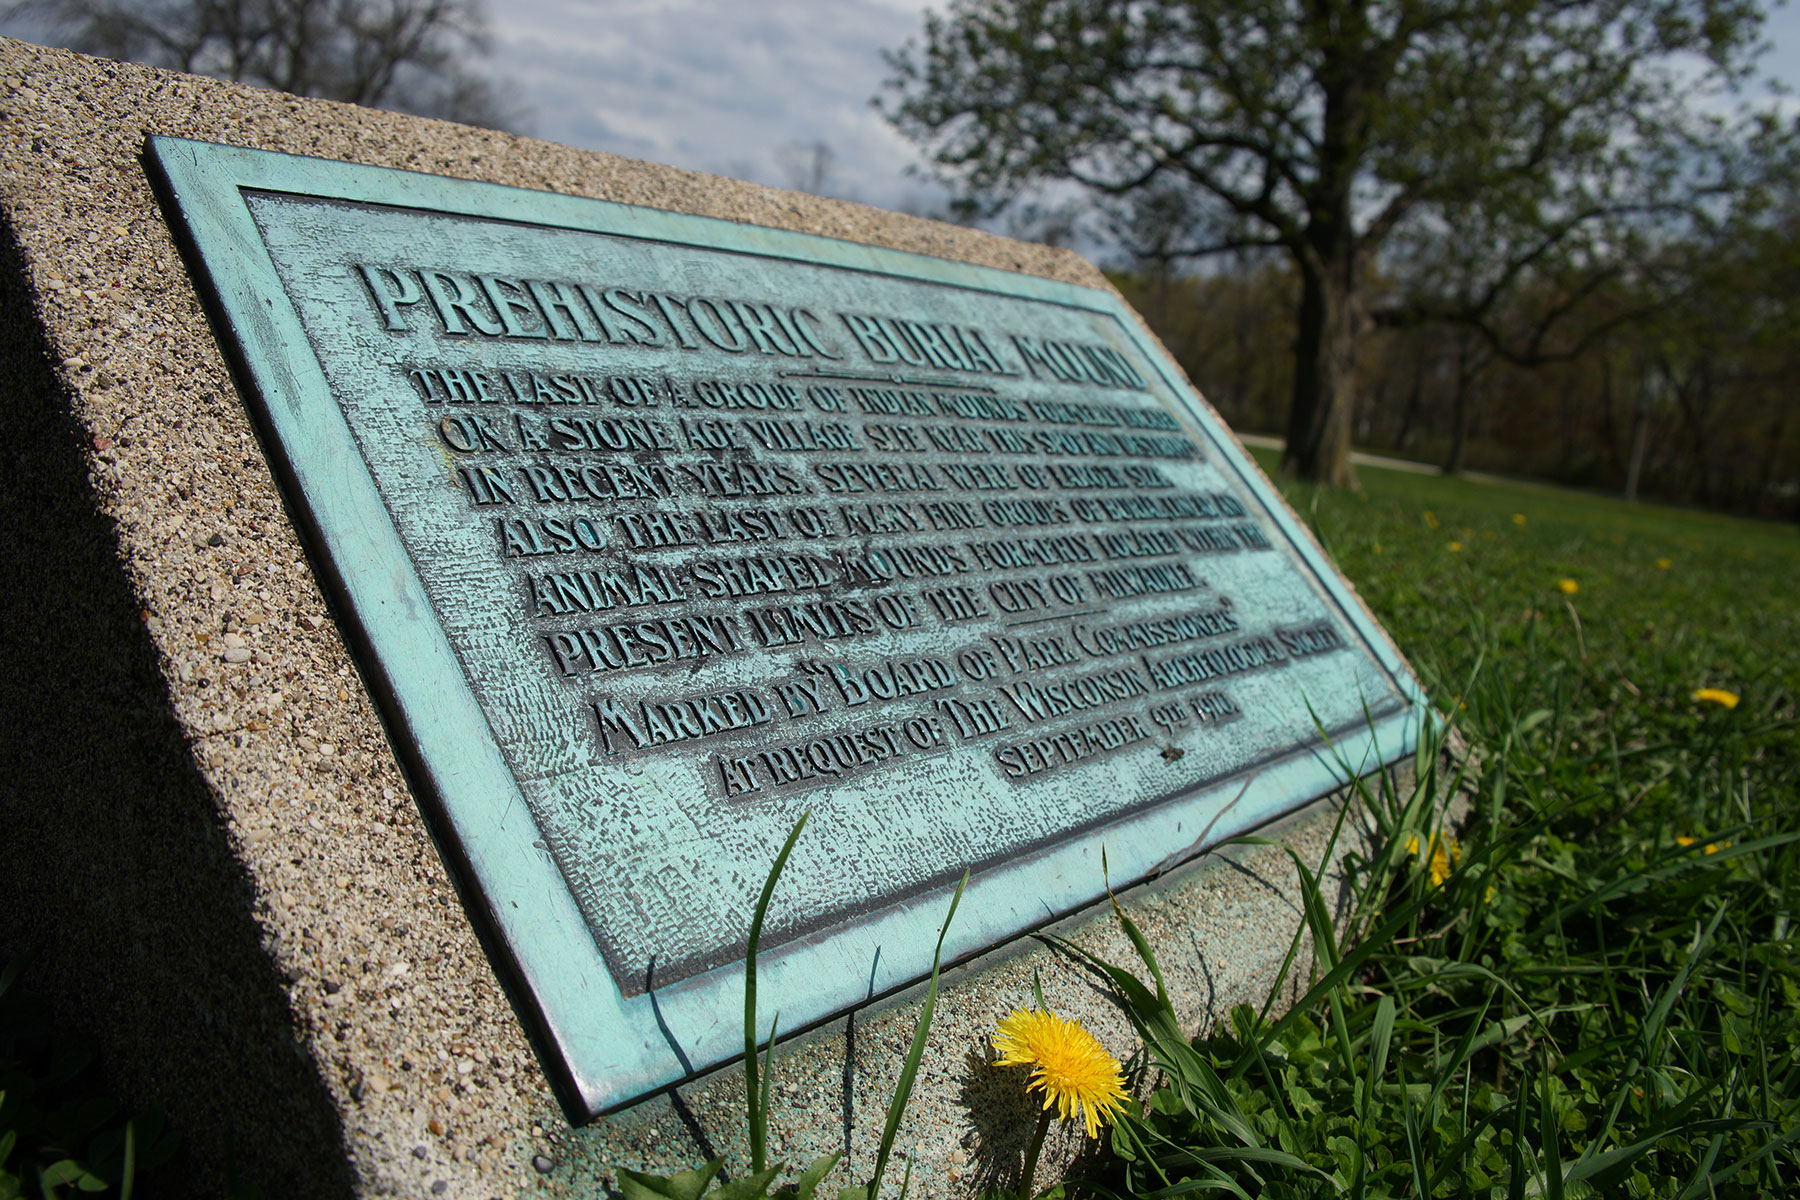 PREHISTORIC BURIAL MOUND
THE LAST OF A GROUP OF INDIAN MOUNDS FORMERLY LOCATED
ON A STONE AGE VILLAGE SITE NEAR THIS SPOT AND DESTROYED
IN RECENT YEARS. SEVERAL WERE OF LARGE SIZE.
ALSO THE LAST OF MANY FINE GROUPS OF BURIAL MOUNDS AND
ANIMAL-SHAPED MOUNDS FORMERLY LOCATED WITHIN THE
PRESENT LIMITS OF THE CITY OF MILWAUKEE.
MARKED BY "BOARD OF PARK COMMISSIONERS"
AT REQUEST OF THE WISCONSIN ARCHEOLOGICAL SOCIETY
SEPTEMBER 9TH 1910